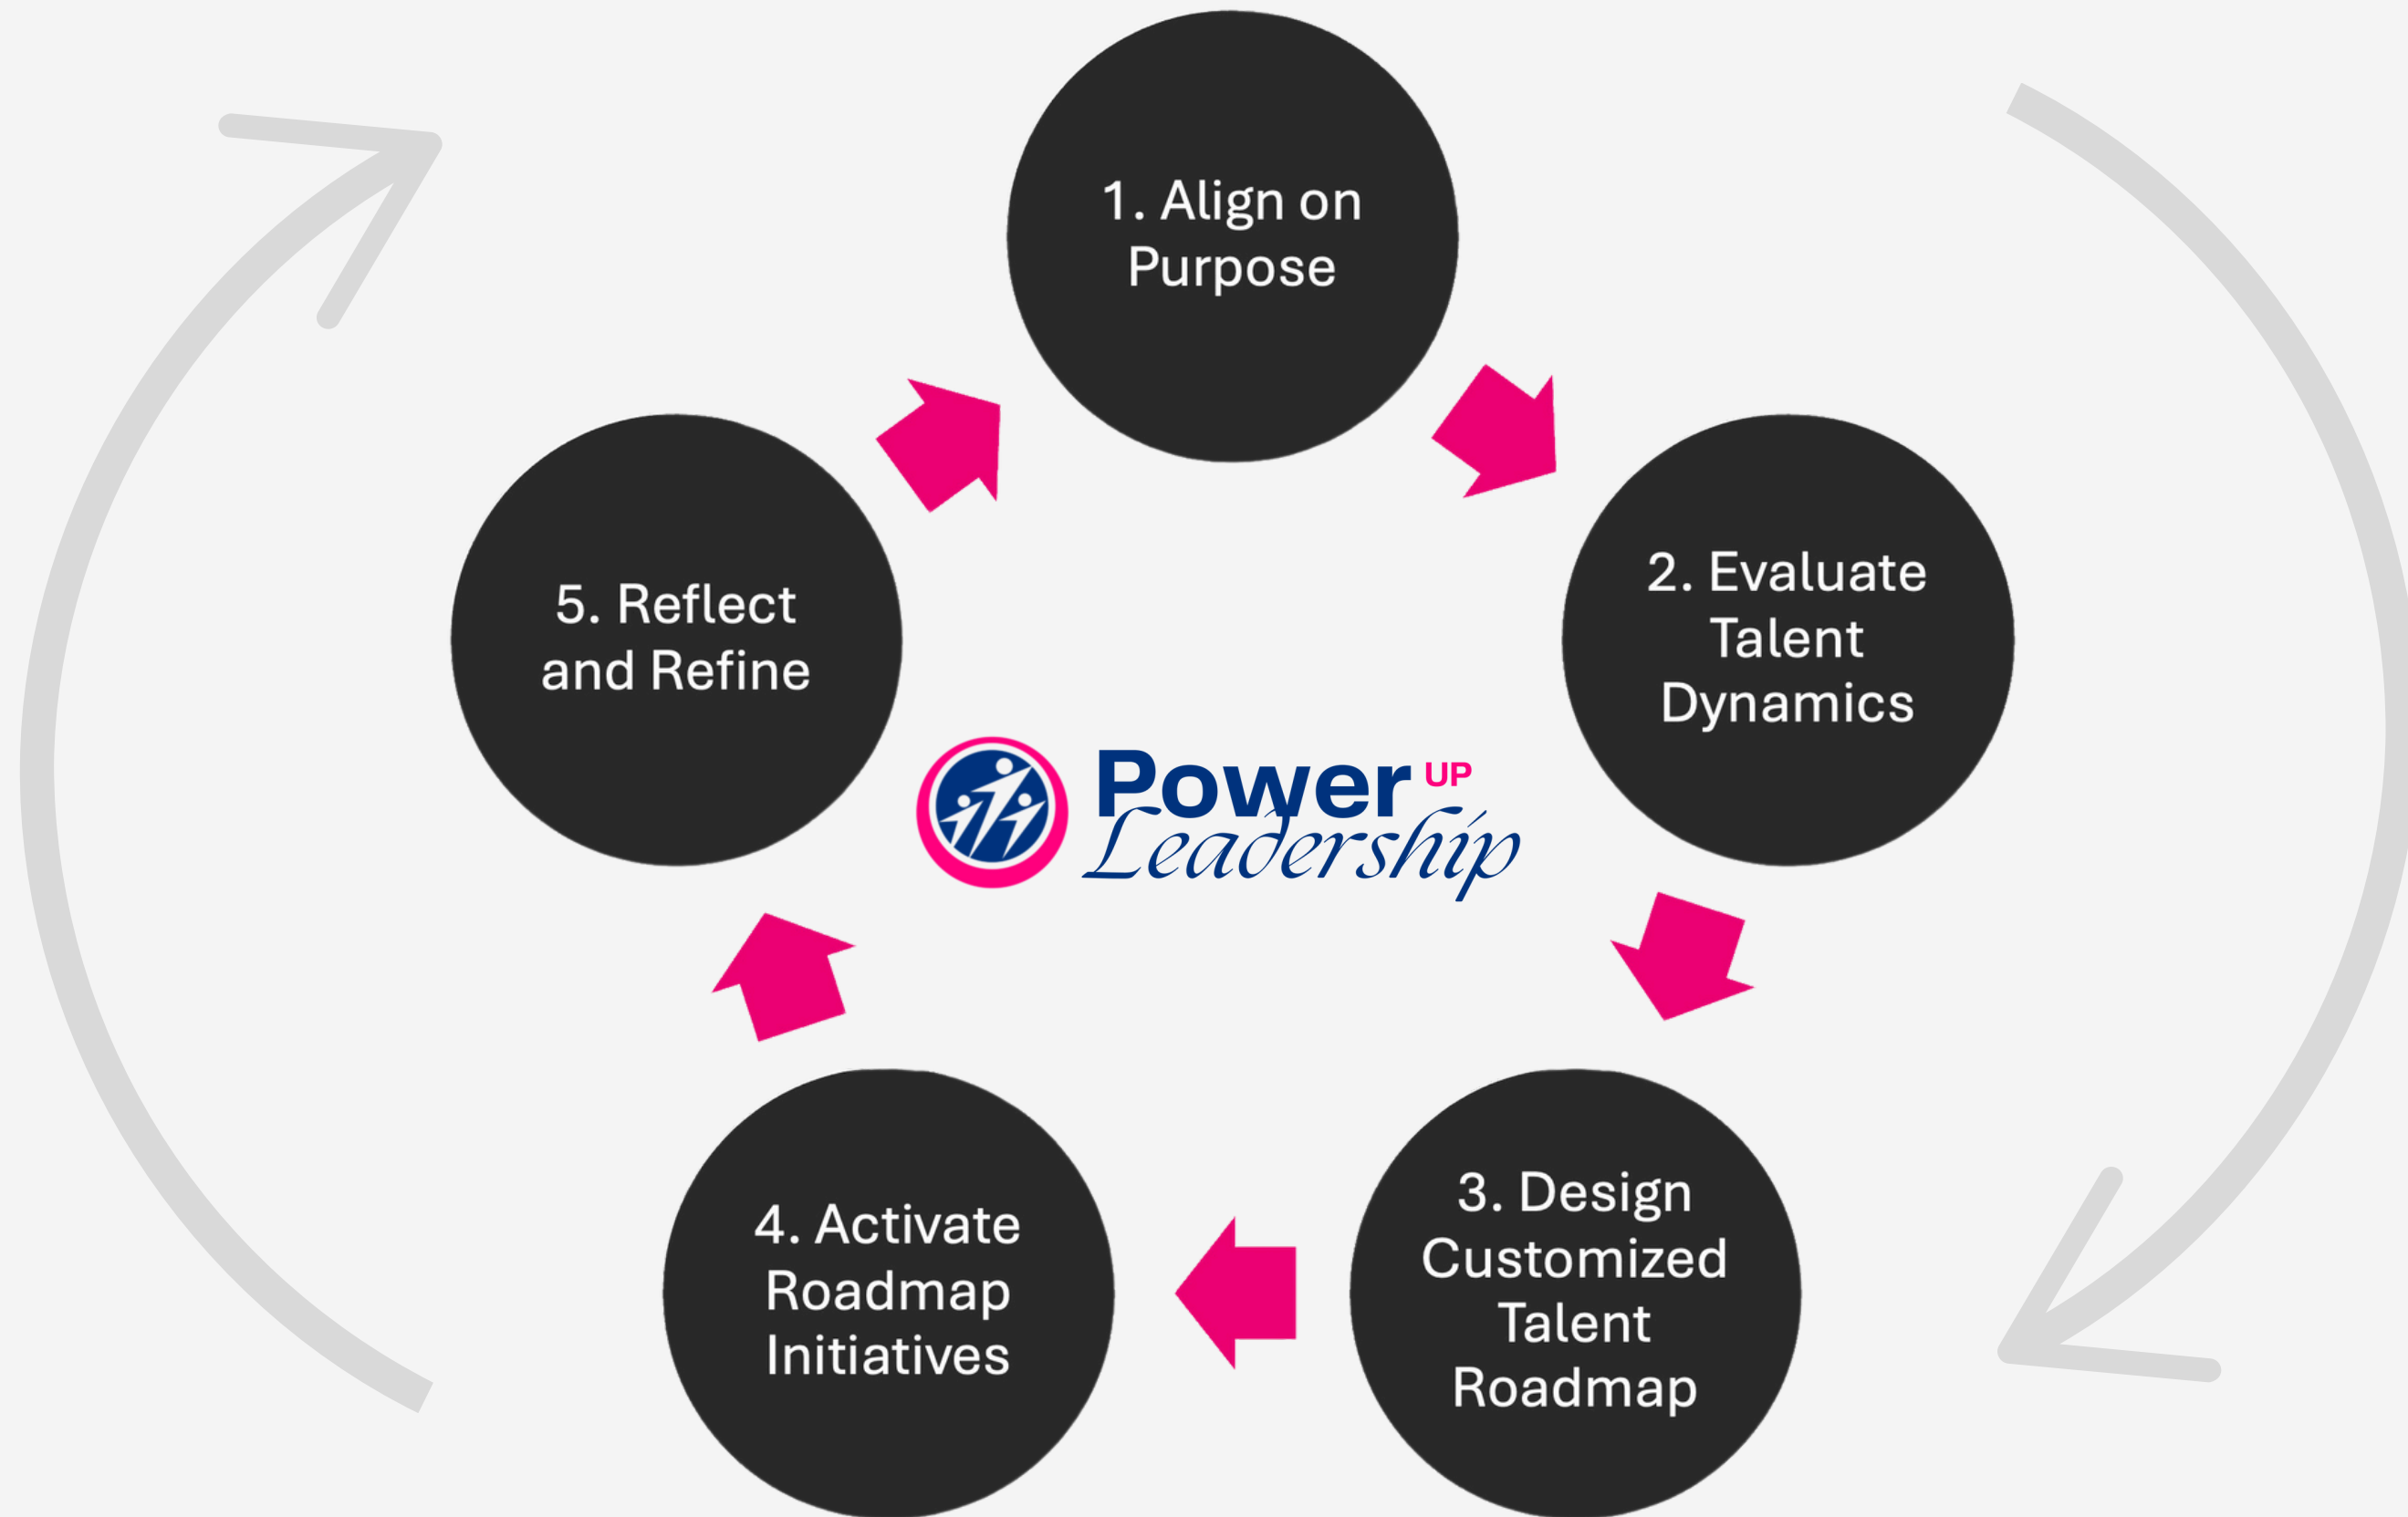 1. Align on
Purpose
2. Evaluate
Talent
Dynamics
3. Design
Customized
Talent
Roadmap
4. Activate
Roadmap
Initiatives
5. Reflect
and Refine
Power UP
Leadership